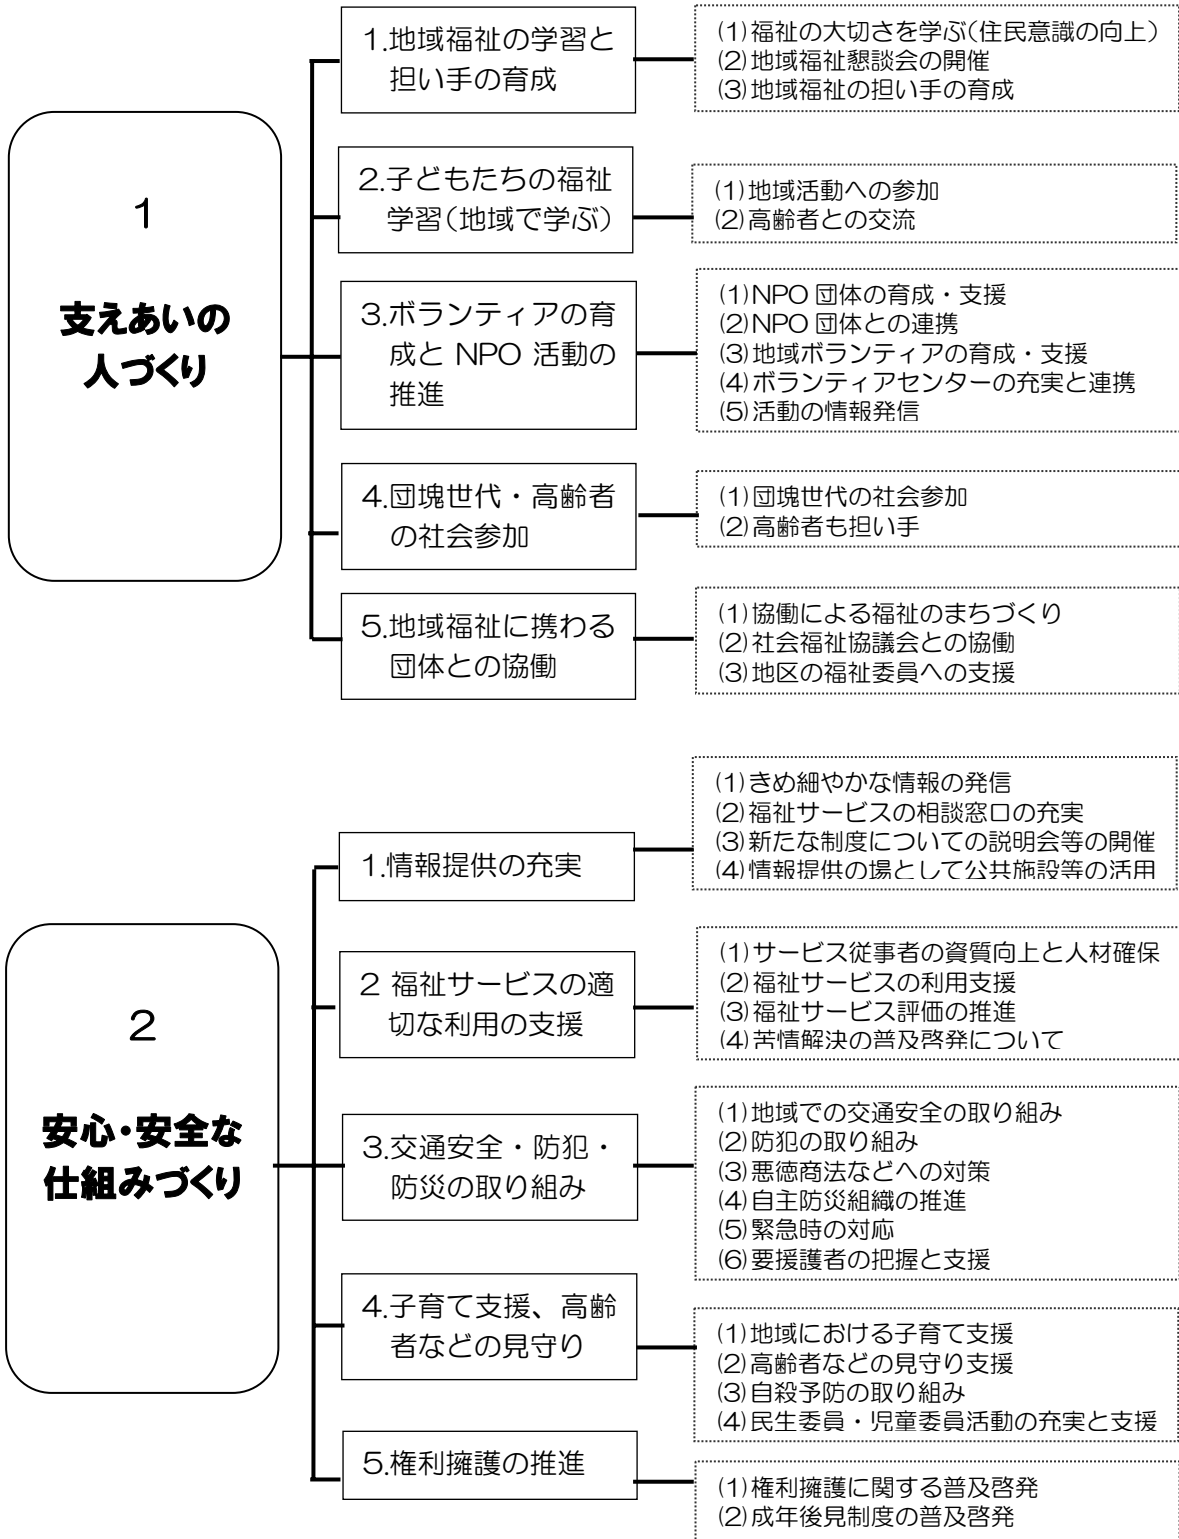 1
支えあいの
人づくり
1.地域福祉の学習と
担い手の育成
(1)福祉の大切さを学ぶ(住民意識の向上)
(2)地域福祉懇談会の開催
(3)地域福祉の担い手の育成
2.子どもたちの福祉
学習(地域で学ぶ)
(1)地域活動への参加
(2)高齢者との交流
3.ボランティアの育
成と NPO 活動の
推進
(1)NPO 団体の育成・支援
(2)NPO 団体との連携
(3)地域ボランティアの育成・支援
(4)ボランティアセンターの充実と連携
(5)活動の情報発信
4.団塊世代・高齢者
の社会参加
(1)団塊世代の社会参加
(2)高齢者も担い手
5.地域福祉に携わる
団体との協働
(1)協働による福祉のまちづくり
(2)社会福祉協議会との協働
(3)地区の福祉委員への支援
2
安心・安全な
仕組みづくり
1.情報提供の充実
(1)きめ細やかな情報の発信
(2)福祉サービスの相談窓口の充実
(3)新たな制度についての説明会等の開催
(4)情報提供の場として公共施設等の活用
2 福祉サービスの適
切な利用の支援
(1)サービス従事者の資質向上と人材確保
(2)福祉サービスの利用支援
(3)福祉サービス評価の推進
(4)苦情解決の普及啓発について
3.交通安全・防犯・
防災の取り組み
(1)地域での交通安全の取り組み
(2)防犯の取り組み
(3)悪徳商法などへの対策
(4)自主防災組織の推進
(5)緊急時の対応
(6)要援護者の把握と支援
4.子育て支援、高齢
者などの見守り
(1)地域における子育て支援
(2)高齢者などの見守り支援
(3)自殺予防の取り組み
(4)民生委員・児童委員活動の充実と支援
5.権利擁護の推進
(1)権利擁護に関する普及啓発
(2)成年後見制度の普及啓発